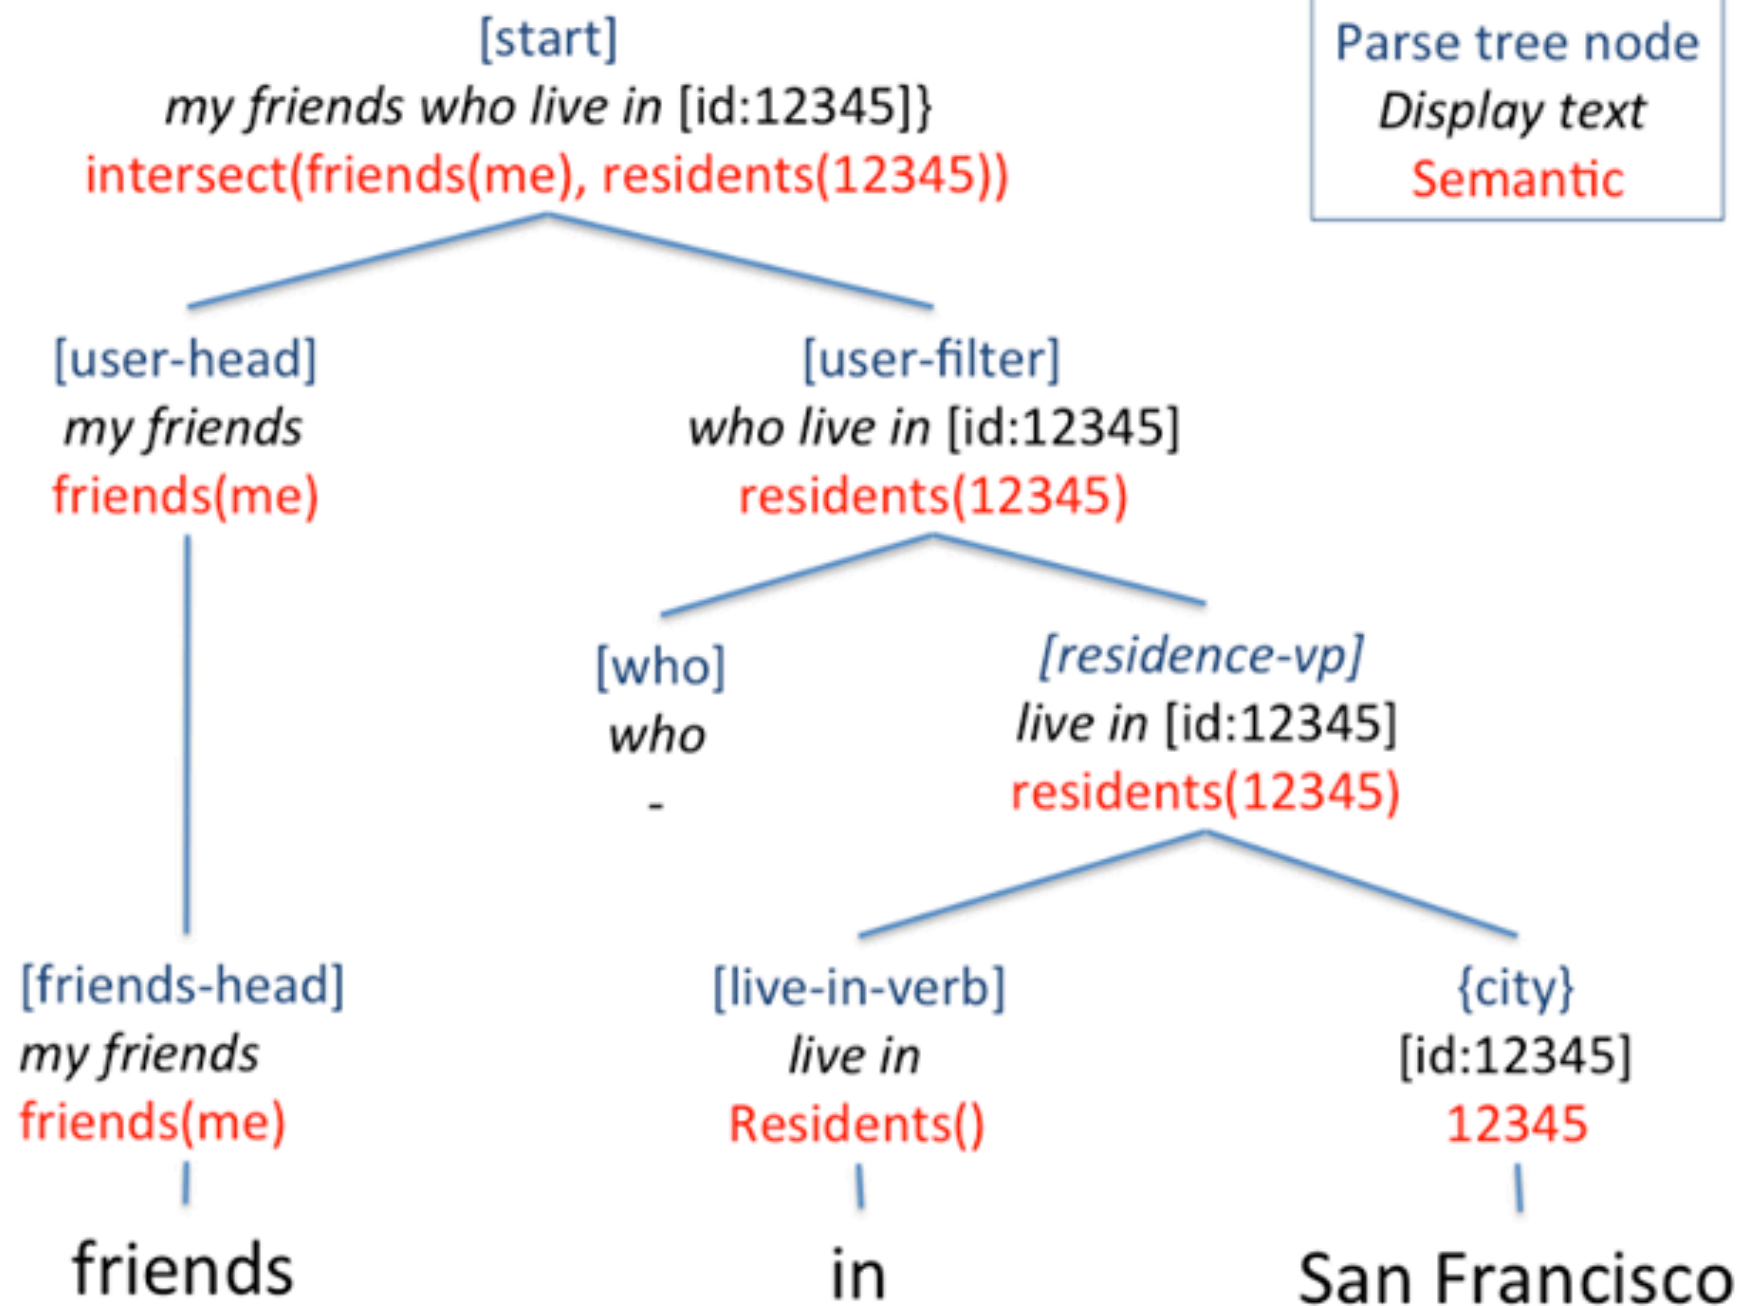 [start]
my friends who live in [id:12345]}
intersect(friends(me), residents(12345))
Parse tree node
Display text
Semantic
[user-head]
my friends
friends(me)
[user-filter]
who live in [id:12345]
residents(12345)
[who]
who
-
[residence-vp]
live in [id:12345]
residents(12345)
[friends-head]
my friends
friends(me)
[live-in-verb]
live in
Residents()
{city}
[id:12345]
12345
friends
in
San Francisco